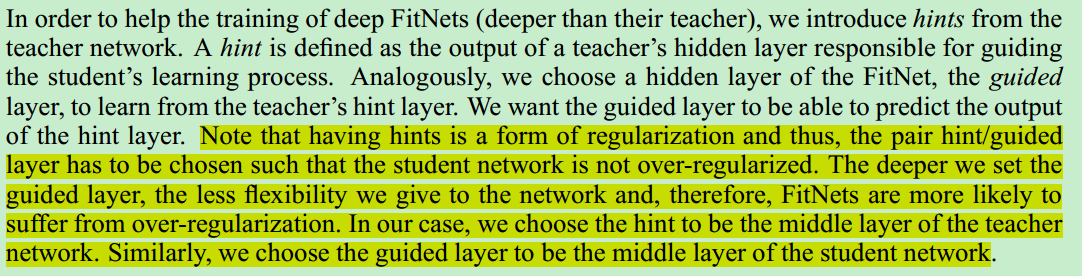 In order to help the training of deep FitNets (deeper than their teacher), we introduce hints from the
teacher network. A hint is defined as the output of a teacher’s hidden layer responsible for guiding
the student’s learning process. Analogously, we choose a hidden layer of the FitNet, the guided
layer, to learn from the teacher’s hint layer. We want the guided layer to be able to predict the output
of the hint layer. Note that having hints is a form of regularization and thus, the pair hint/guided
layer has to be chosen such that the student network is not over-regularized. The deeper we set the
guided layer, the less flexibility we give to the network and, therefore, FitNets are more likely to
suffer from over-regularization. In our case, we choose the hint to be the middle layer of the teacher
network. Similarly, we choose the guided layer to be the middle layer of the student network.